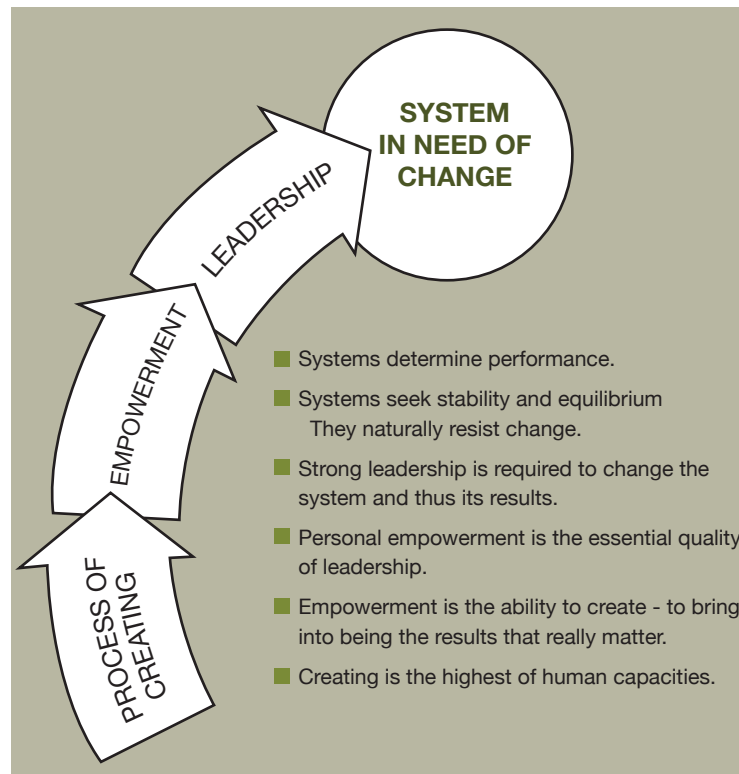 SYSTEM
IN NEED OF
CHANGE
LEADERSHIP
EMPOWERMENT
PROCESS OF
CREATING
Systems determine performance.
Systems seek stability and equilibrium
They naturally resist change.
Strong leadership is required to change the
system and thus its results.
Personal empowerment is the essential quality
of leadership.
Empowerment is the ability to create - to bring
into being the results that really matter.
Creating is the highest of human capacities.